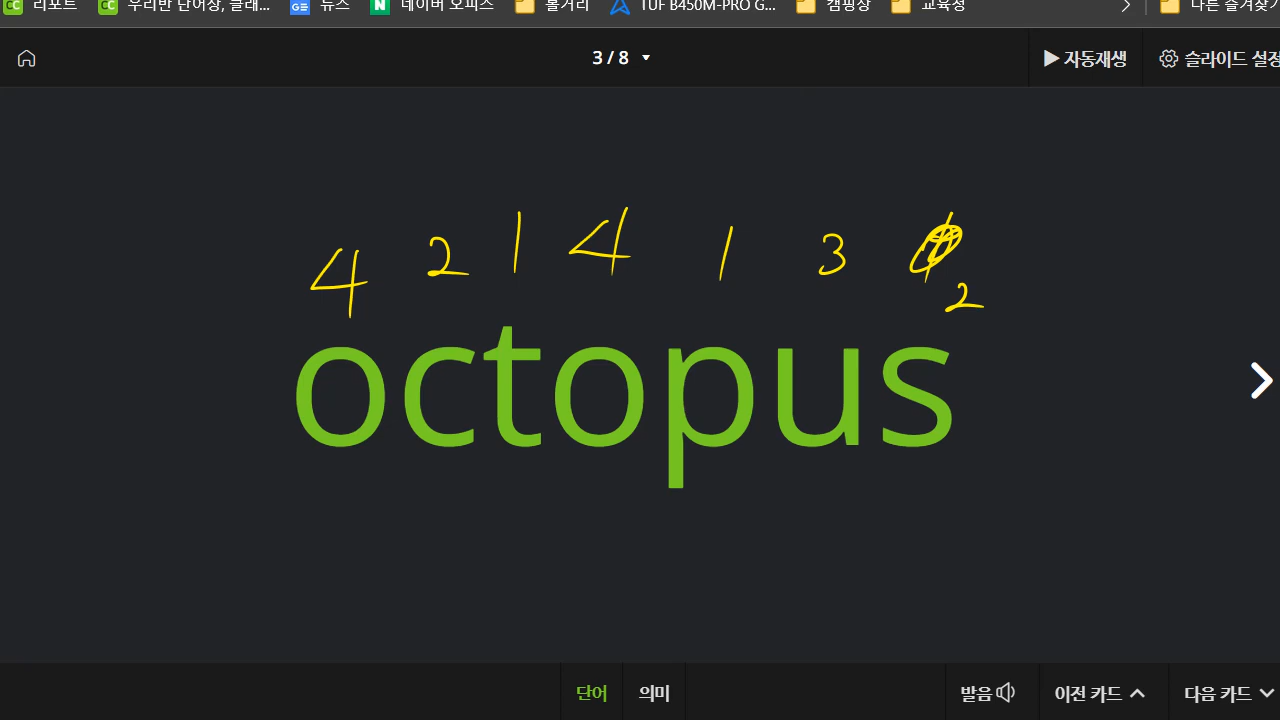 리포트 우리반 단어장, 클래... 뉴스 네이버 오피스 볼거리 TUF B450M-PRO G... 캠핑장 교육청 다른 즐겨찾기
3 / 8 자동재생 슬라이드 설정
4 2 1 4 1 3
2
octopus
단어 의미 발음 이전 카드 다음 카드